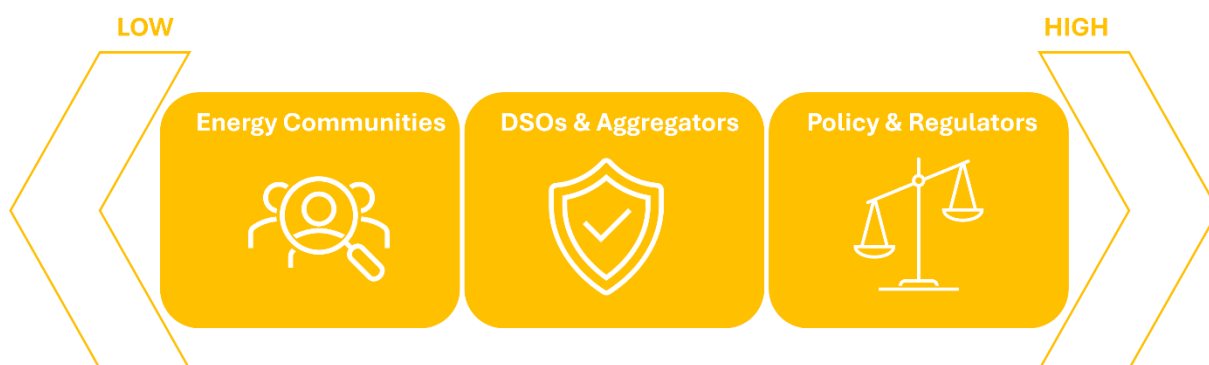 LOW
HIGH
Energy Communities
DSOs & Aggregators
Policy & Regulators